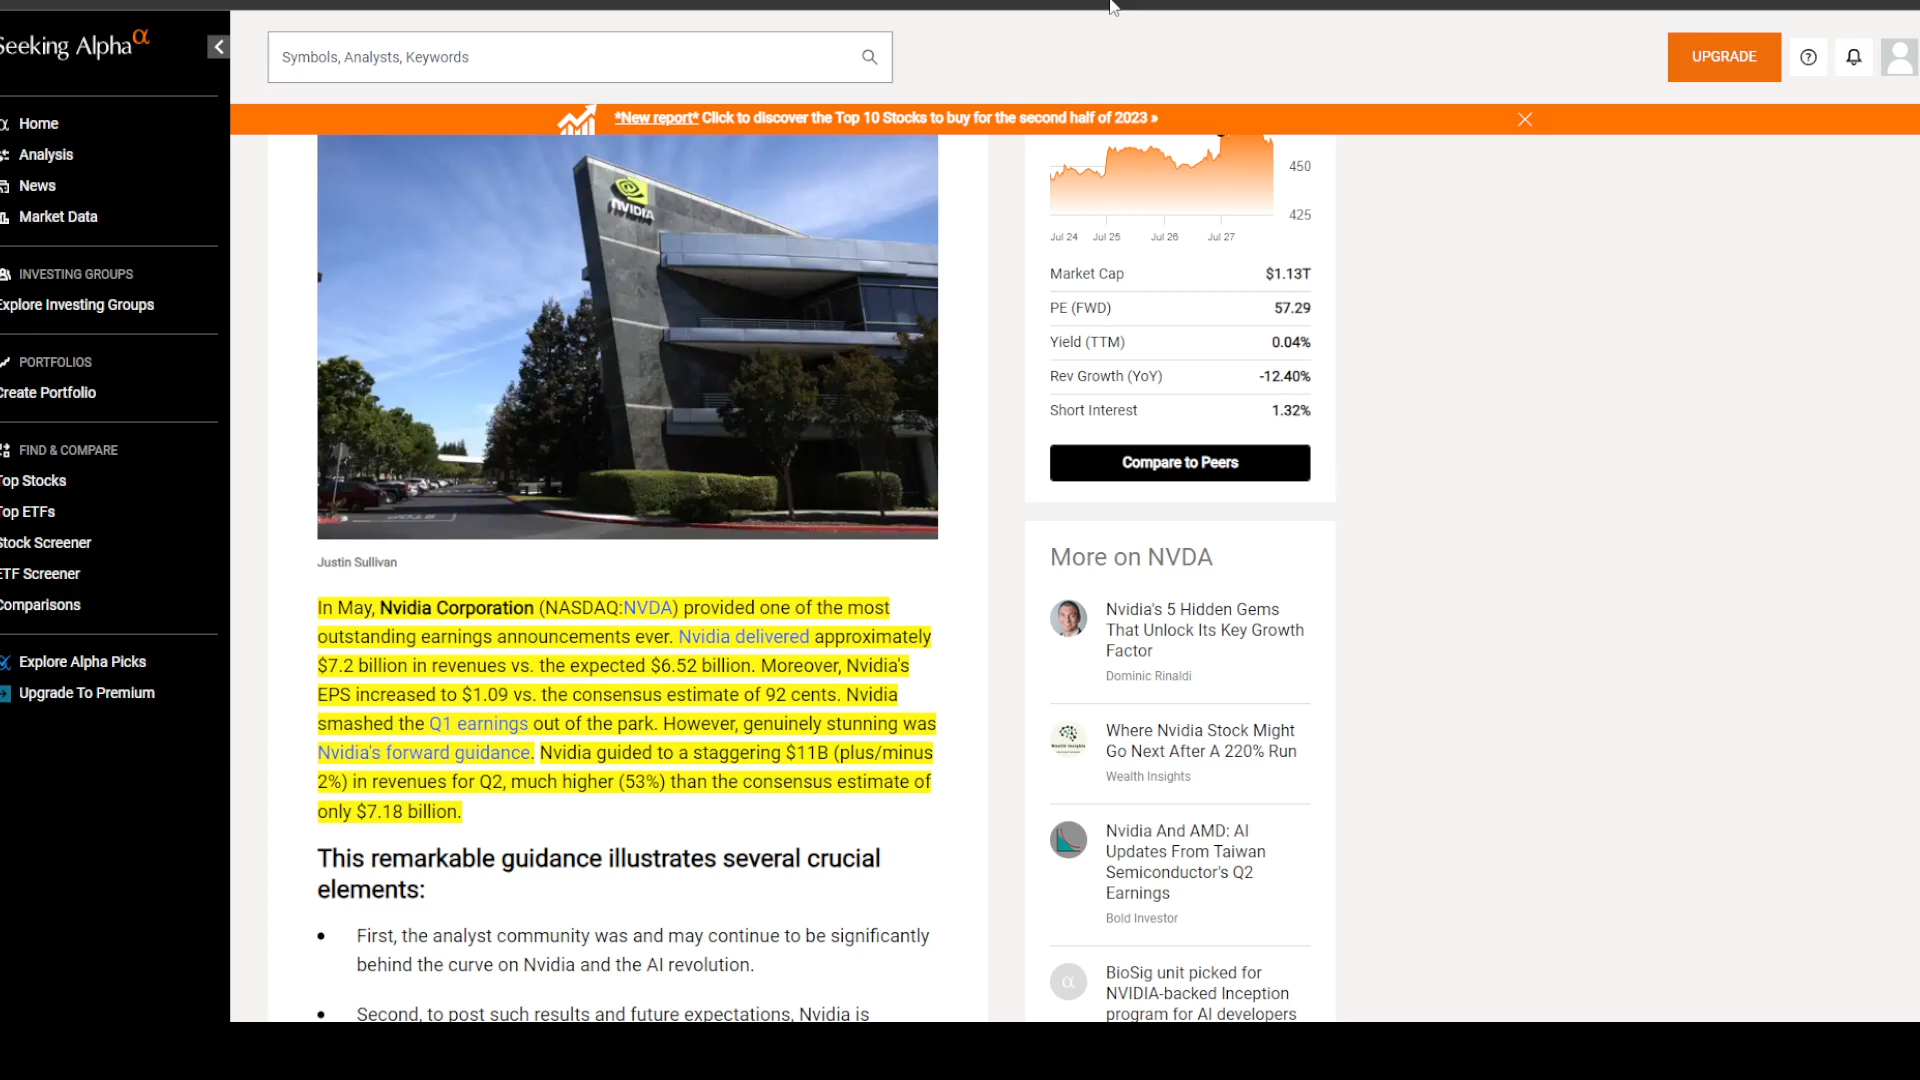 Seeking Alpha α
Symbols, Analysts, Keywords
UPGRADE
*New report* Click to discover the Top 10 Stocks to buy for the second half of 2023 »
Home
Analysis
News
Market Data
INVESTING GROUPS
Explore Investing Groups
PORTFOLIOS
Create Portfolio
FIND & COMPARE
Top Stocks
Top ETFs
Stock Screener
ETF Screener
Comparisons
Explore Alpha Picks
Upgrade To Premium
NVIDIA
Justin Sullivan
In May, Nvidia Corporation (NASDAQ:NVDA) provided one of the most
outstanding earnings announcements ever. Nvidia delivered approximately
$7.2 billion in revenues vs. the expected $6.52 billion. Moreover, Nvidia's
EPS increased to $1.09 vs. the consensus estimate of 92 cents. Nvidia
smashed the Q1 earnings out of the park. However, genuinely stunning was
Nvidia's forward guidance. Nvidia guided to a staggering $11B (plus/minus
2%) in revenues for Q2, much higher (53%) than the consensus estimate of
only $7.18 billion.
This remarkable guidance illustrates several crucial
elements:
• First, the analyst community was and may continue to be significantly
behind the curve on Nvidia and the AI revolution.
• Second, to post such results and future expectations, Nvidia is
450
425
Jul 24 Jul 25 Jul 26 Jul 27
Market Cap $1.13T
PE (FWD) 57.29
Yield (TTM) 0.04%
Rev Growth (YoY) -12.40%
Short Interest 1.32%
Compare to Peers
More on NVDA
Nvidia's 5 Hidden Gems
That Unlock Its Key Growth
Factor
Dominic Rinaldi
Where Nvidia Stock Might
Go Next After A 220% Run
Wealth Insights
Nvidia And AMD: AI
Updates From Taiwan
Semiconductor's Q2
Earnings
Bold Investor
BioSig unit picked for
NVIDIA-backed Inception
program for AI developers